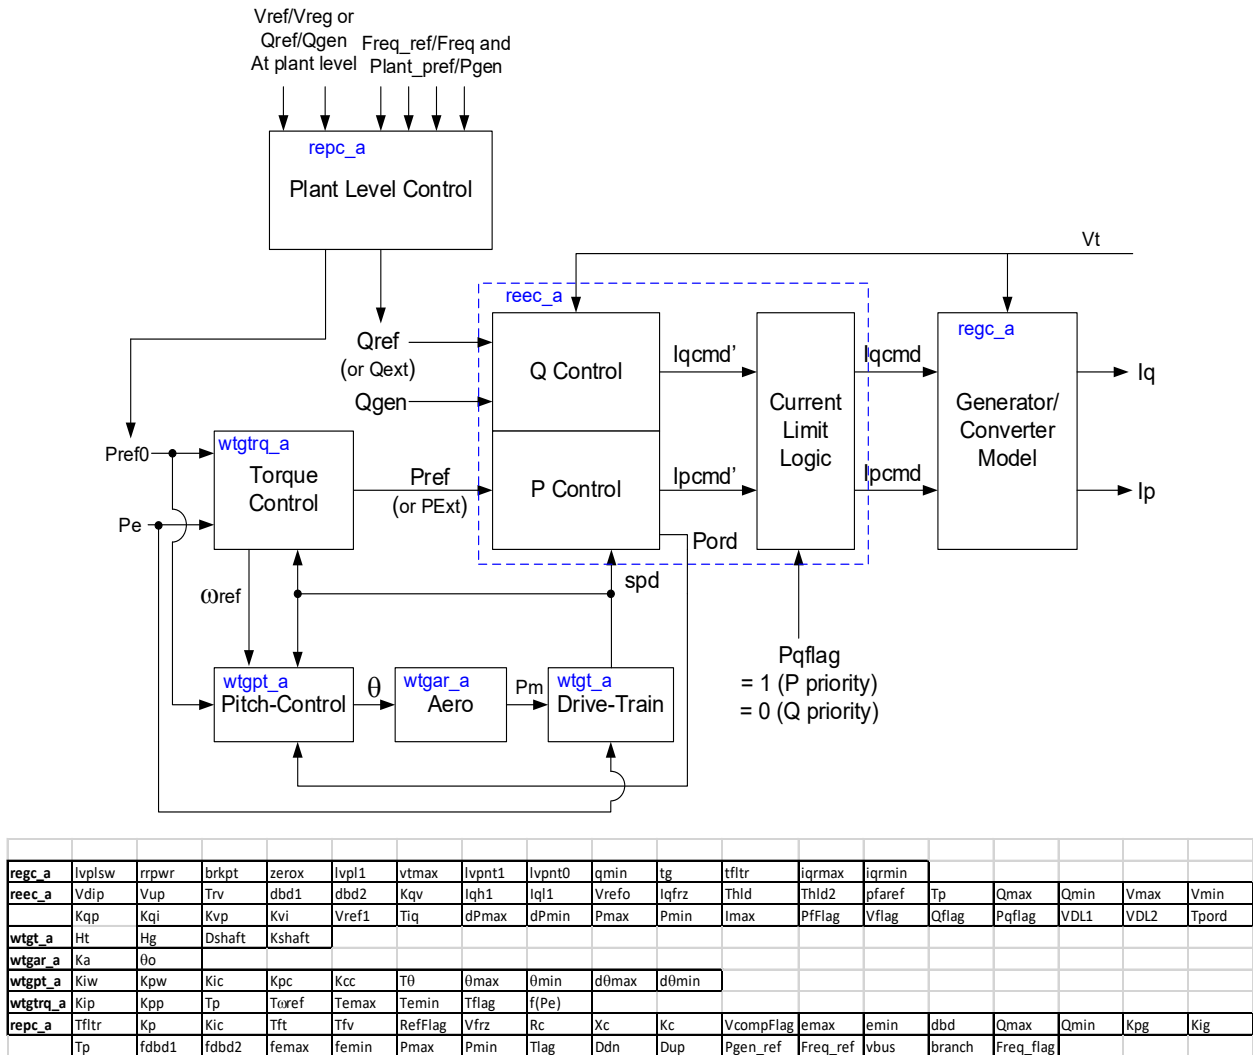 Vref/Vreg or
Qref/Qgen
At plant level
Freq_ref/Freq and
Plant_pref/Pgen
repc_a
Plant Level Control
Vt
reec_a
regc_a
Qref
(or Qext)
Qgen
Q Control
Iqcmd’
Iqcmd
Iq
Current
Limit
Logic
Generator/
Converter
Model
Pref0
wtgtrq_a
Torque
Control
Pref
(or PExt)
P Control
Ipcmd’
Ipcmd
Ip
Pe
Pord
spd
ωref
Pqflag
= 1 (P priority)
= 0 (Q priority)
wtgpt_a
Pitch-Control
θ
wtgar_a
Aero
Pm
wtgt_a
Drive-Train
regc_a lvplsw rrpwr brkpt zerox lvpl1 vtmax lvpnt1 lvpnt0 qmin tg tfltr iqrmax iqrmin
reec_a Vdip Vup Trv dbd1 dbd2 Kqv Iqh1 Iql1 Vrefo Iqfrz Thld Thld2 pfaref Tp Qmax Qmin Vmax Vmin
Kqp Kqi Kvp Kvi Vref1 Tiq dPmax dPmin Pmax Pmin Imax PfFlag Vflag Qflag Pqflag VDL1 VDL2 Tpord
wtgt_a Ht Hg Dshaft Kshaft
wtgar_a Ka θo
wtgpt_a Kiw Kpw Kic Kpc Kcc Tθ θmax θmin dθmax dθmin
wtgtrq_a Kip Kpp Tp Tωref Temax Temin Tflag f(Pe)
repc_a Tfltr Kp Kic Tft Tfv RefFlag Vfrz Rc Xc Kc VcompFlag emax emin dbd Qmax Qmin Kpg Kig
Tp fdbd1 fdbd2 femax femin Pmax Pmin Tlag Ddn Dup Pgen_ref Freq_ref vbus branch Freq_flag